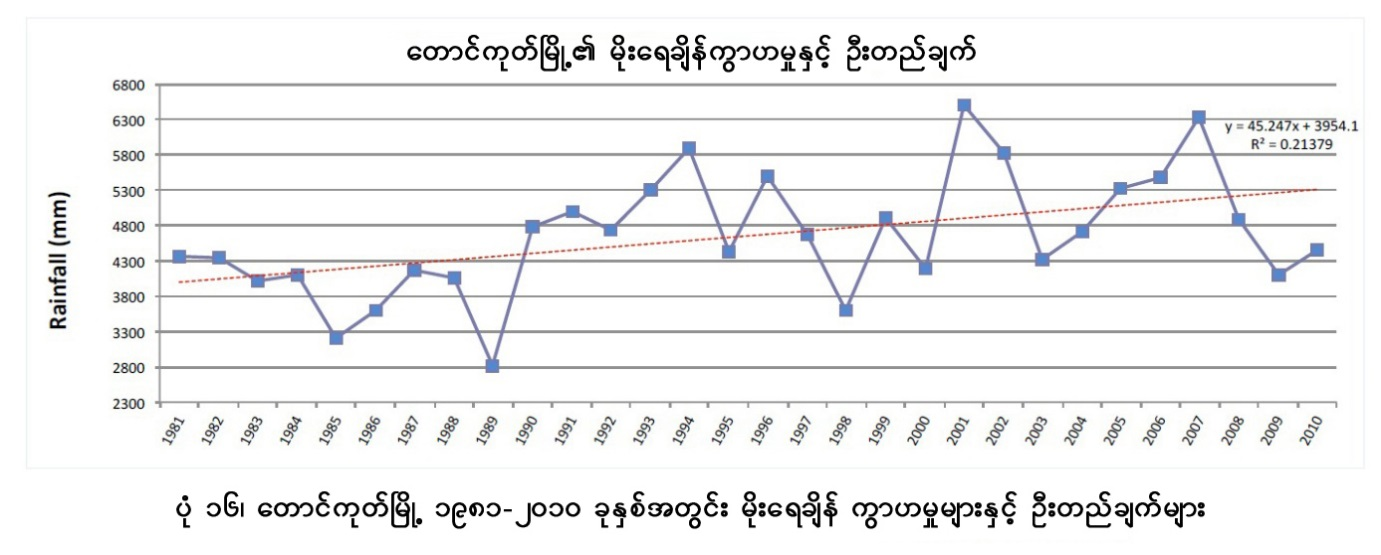 တောင်ကုတ်မြို့၏ မိုးရေချိန်ကွာဟမှုနှင့် ဦးတည်ချက်
6800
6300
5800
5300
4800
4300
3800
3300
2800
2300
Rainfall (mm)
y = 45.247x + 3954.1
R² = 0.21379
1981 1982 1983 1984 1985 1986 1987 1988 1989 1990 1991 1992 1993 1994 1995 1996 1997 1998 1999 2000 2001 2002 2003 2004 2005 2006 2007 2008 2009 2010
ပုံ ၁၆၊ တောင်ကုတ်မြို့ ၁၉၈၁-၂၀၁၀ ခုနှစ်အတွင်း မိုးရေချိန် ကွာဟမှုများနှင့် ဦးတည်ချက်များ